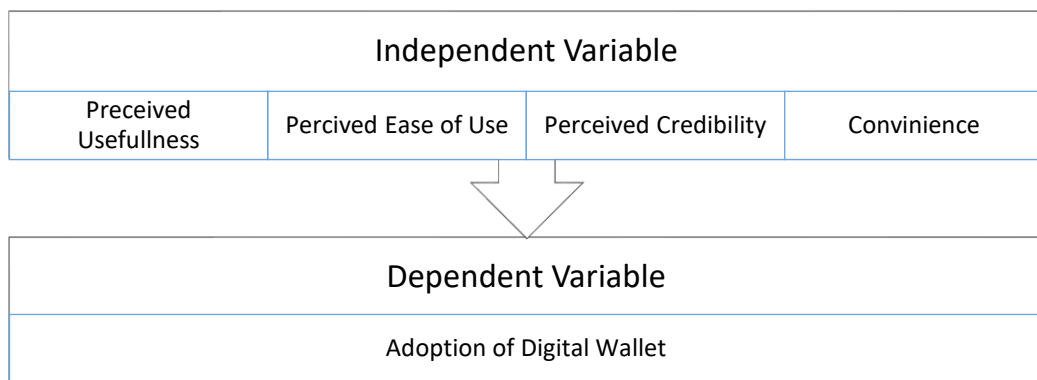 Independent Variable
Preceived
Usefullness
Percived Ease of Use
Perceived Credibility
Convinience
Dependent Variable
Adoption of Digital Wallet